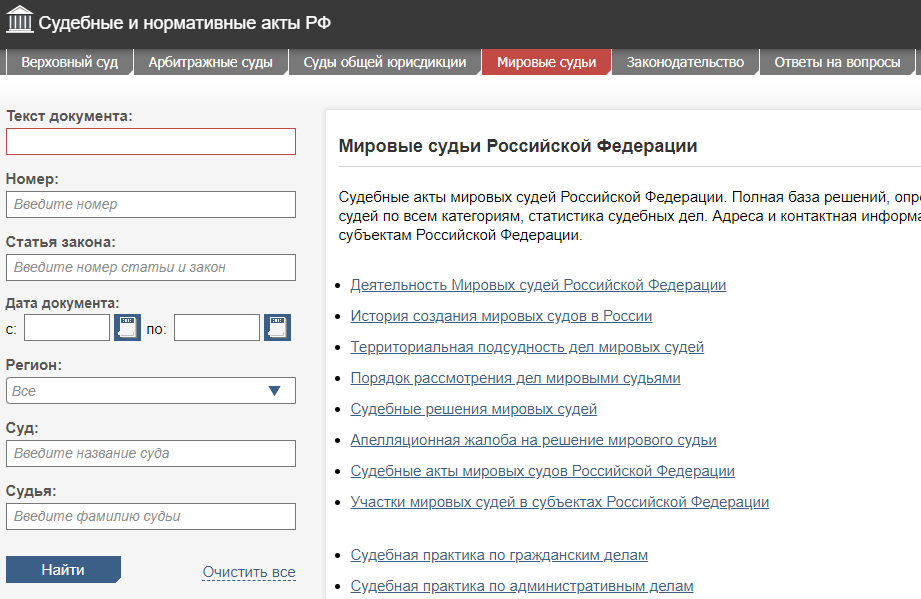 Судебные и нормативные акты РФ
Верховный суд
Арбитражные суды
Суды общей юрисдикции
Мировые судьи
Законодательство
Ответы на вопросы
Текст документа:
Номер:
Введите номер
Статья закона:
Введите номер статьи и закон
Дата документа:
с:
по:
Регион:
Все
Суд:
Введите название суда
Судья:
Введите фамилию судьи
Найти
Очистить все
Мировые судьи Российской Федерации
Судебные акты мировых судей Российской Федерации. Полная база решений,
судей по всем категориям, статистика судебных дел. Адреса и контактная
субъектам Российской Федерации.
Деятельность Мировых судей Российской Федерации
История создания мировых судов в России
Территориальная подсудность дел мировых судей
Порядок рассмотрения дел мировыми судьями
Судебные решения мировых судей
Апелляционная жалоба на решение мирового судьи
Судебные акты мировых судов Российской Федерации
Участки мировых судей в субъектах Российской Федерации
Судебная практика по гражданским делам
Судебная практика по административным делам